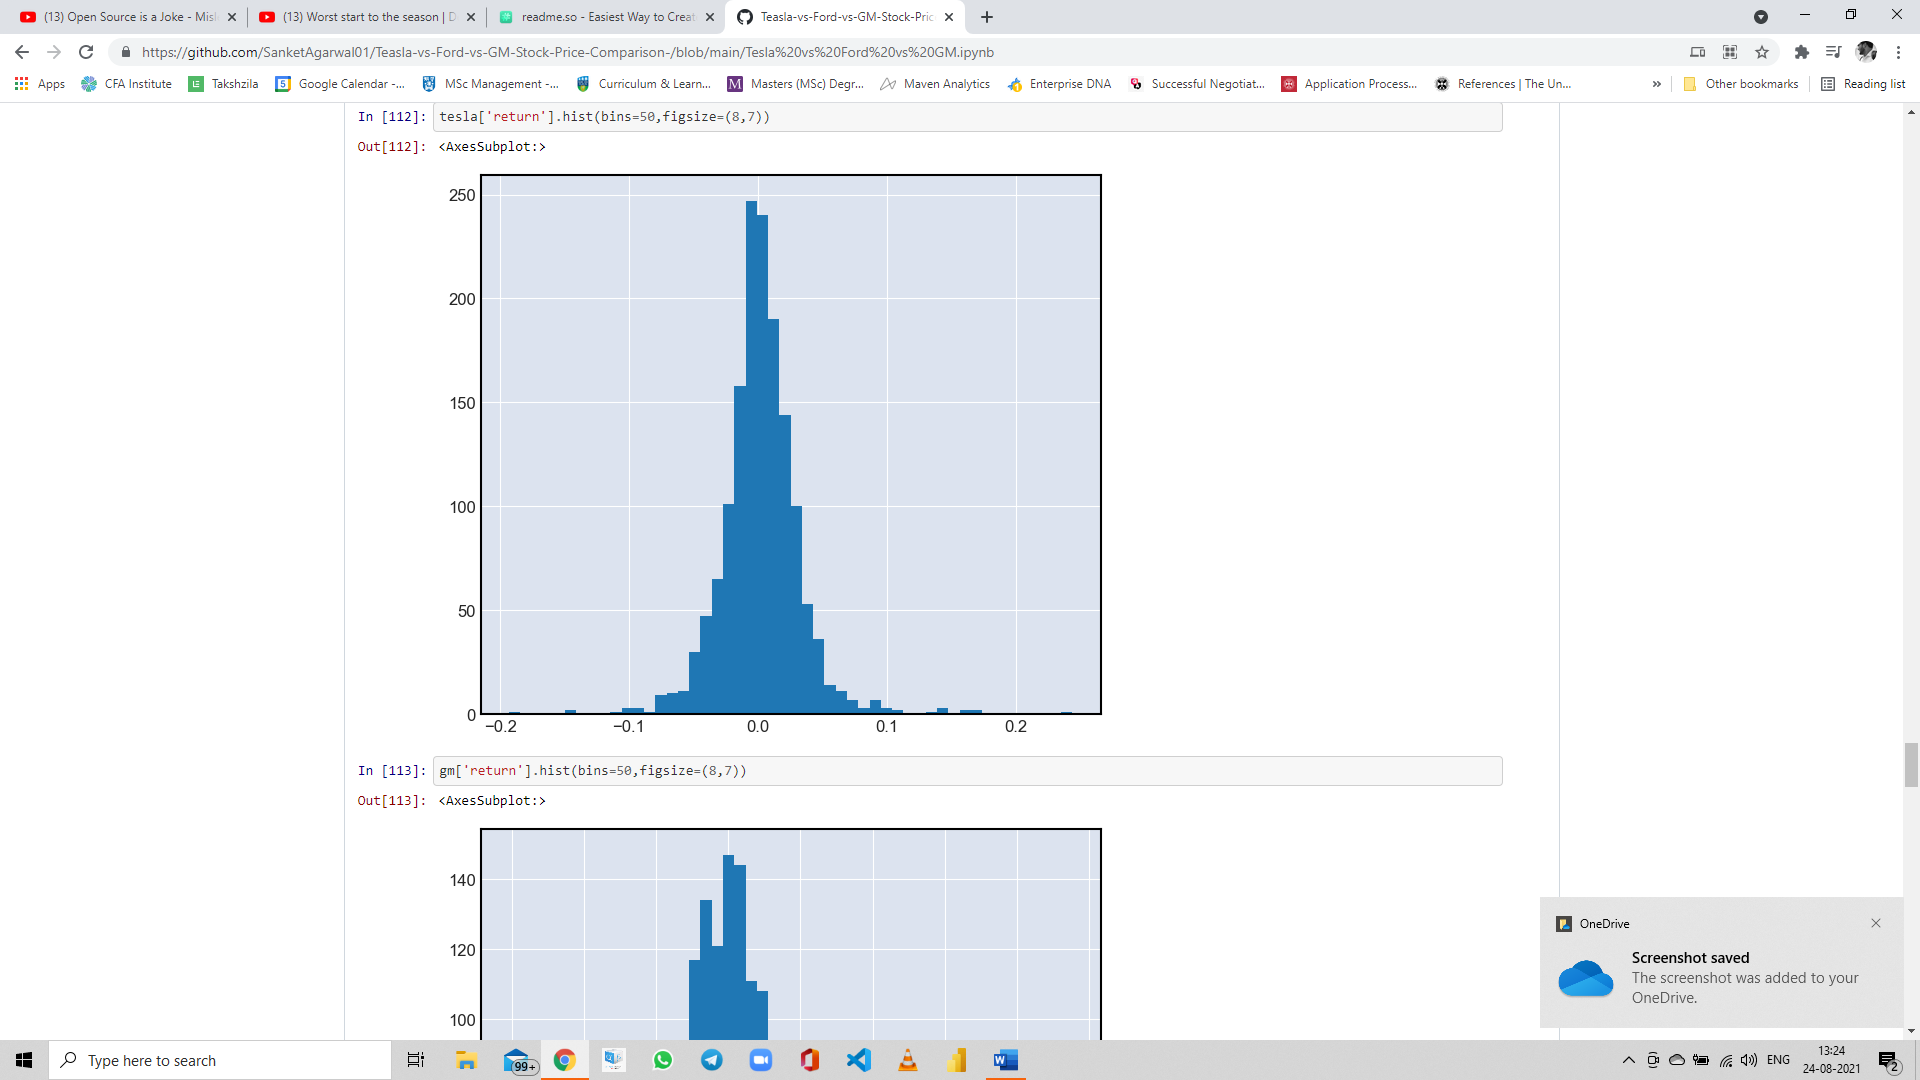 (13) Open Source is a Joke - Misl
(13) Worst start to the season | D
readme.so - Easiest Way to Creat
Teasla-vs-Ford-vs-GM-Stock-Pric
https://github.com/SanketAgarwal01/Teasla-vs-Ford-vs-GM-Stock-Price-Comparison-/blob/main/Tesla%20vs%20Ford%20vs%20GM.ipynb
Apps
CFA Institute
Takshzila
Google Calendar -...
MSc Management -...
Curriculum & Learn...
Masters (MSc) Degr...
Maven Analytics
Enterprise DNA
Successful Negotiat...
Application Process...
References | The Un...
»
Other bookmarks
Reading list
In [112]: tesla['return'].hist(bins=50,figsize=(8,7))
Out[112]: <AxesSubplot:>
250
200
150
100
50
0
−0.2 −0.1 0.0 0.1 0.2
In [113]: gm['return'].hist(bins=50,figsize=(8,7))
Out[113]: <AxesSubplot:>
140
120
100
OneDrive
Screenshot saved
The screenshot was added to your
OneDrive.
Type here to search
99+
ENG
13:24
24-08-2021
2